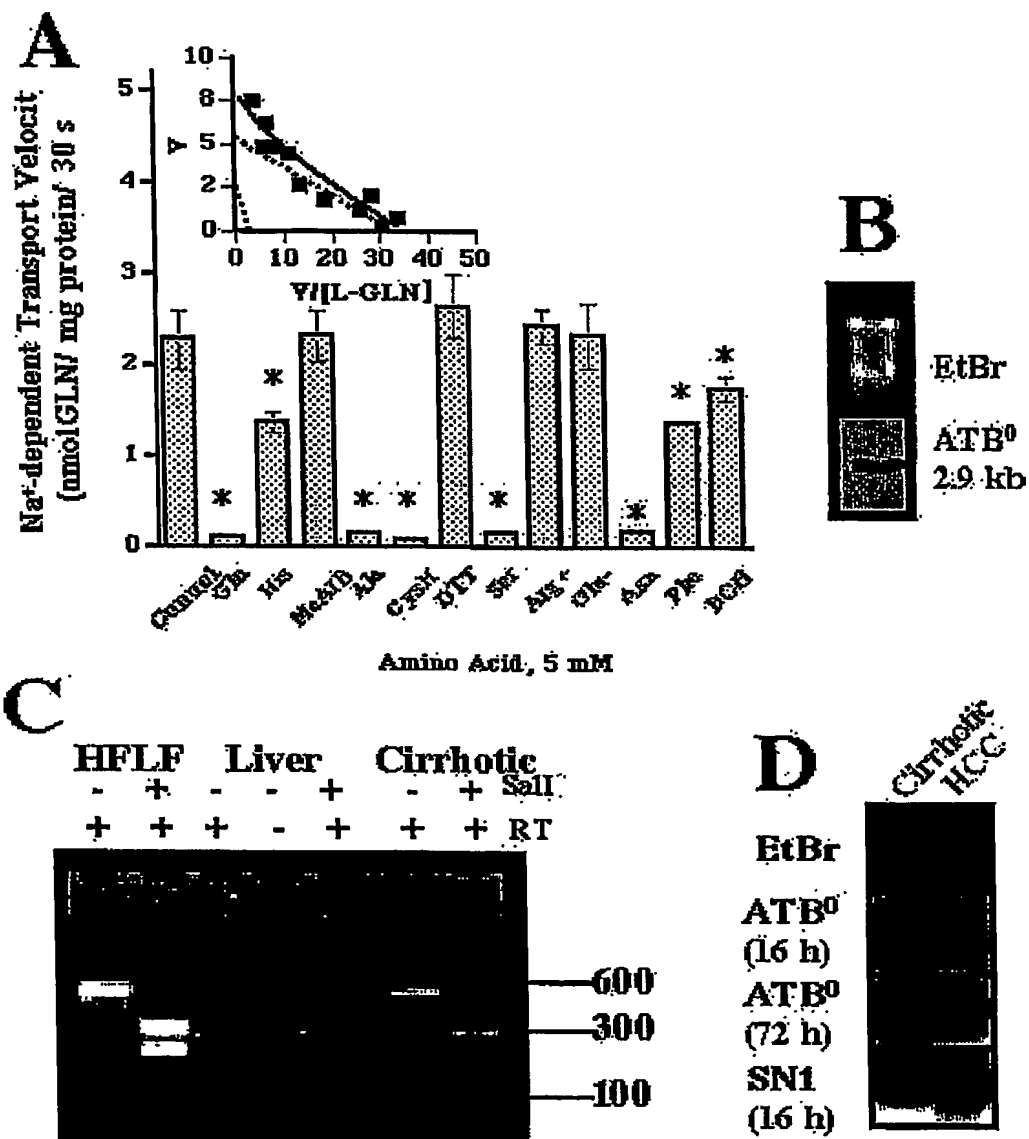 A
Na⁺-dependent Transport Velocit
(nmolGLN/ mg protein/ 30 s
5
4
3
2
1
0
10
8
5
2
0
V
0 10 20 30 40 50
V/[L-GLN]
* * * * * * * *
Control Gln His MeAIB Ala CysH DTT Ser Arg+ Glu- Asn Phe BCH
Amino Acid, 5 mM
B
EtBr
ATB⁰
2.9 kb
C
HFLF Liver Cirrhotic
- + - - + - + SalI
+ + + - + + + RT
600
300
100
D
Cirrhotic
HCC
EtBr
ATB⁰
(16 h)
ATB⁰
(72 h)
SN1
(16 h)